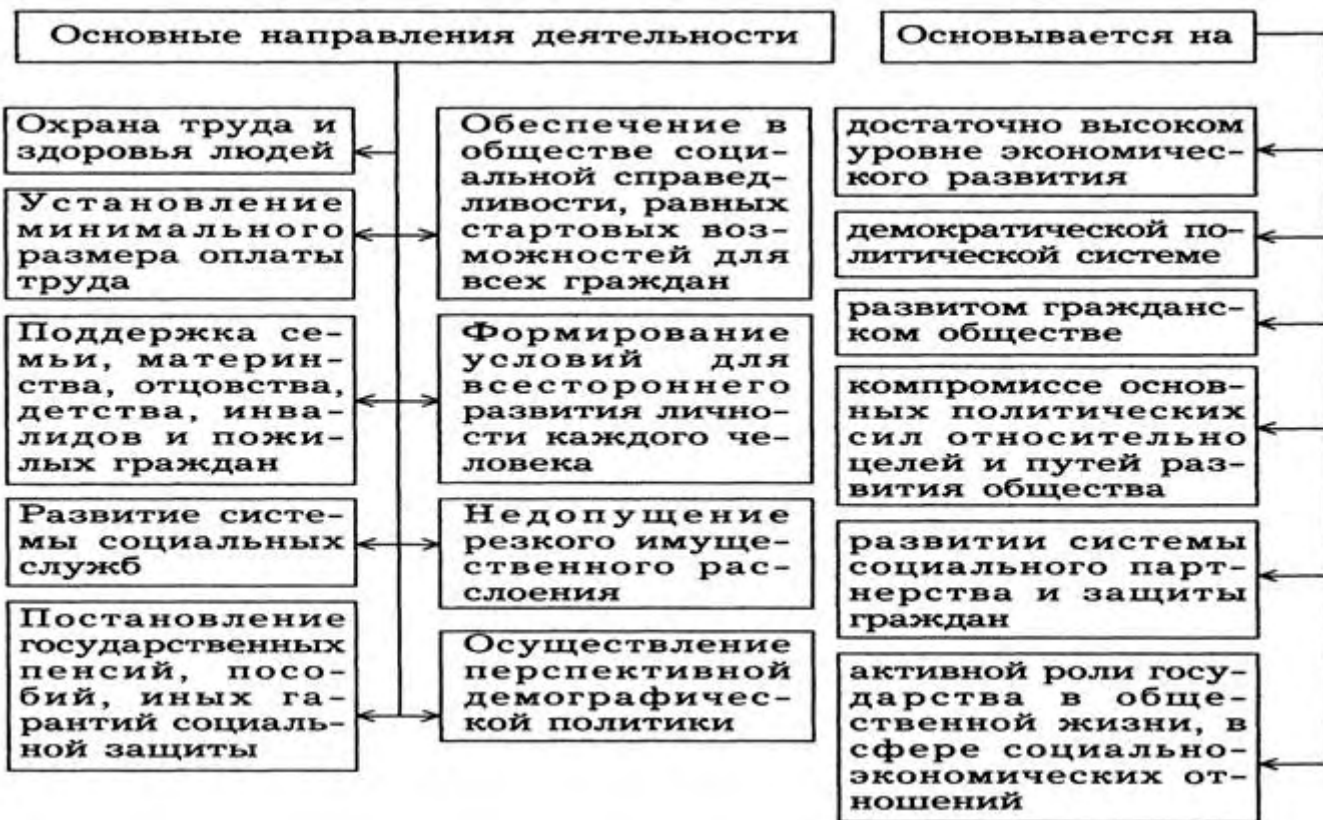 Основные направления деятельности
Основывается на
Охрана труда и
здоровья людей
Установление
минимального
размера оплаты
труда
Поддержка се-
мьи, материн-
ства, отцовства,
детства, инва-
лидов и пожи-
лых граждан
Развитие систе-
мы социальных
служб
Постановление
государственных
пенсий, посо-
бий, иных га-
рантий социаль-
ной защиты
Обеспечение в
обществе соци-
альной справед-
ливости, равных
стартовых воз-
можностей для
всех граждан
Формирование
условий для
всестороннего
развития лично-
сти каждого че-
ловека
Недопущение
резкого имуще-
ственного рас-
слоения
Осуществление
перспективной
демографичес-
кой политики
достаточно высоком
уровне экономичес-
кого развития
демократической по-
литической системе
развитом гражданс-
ком обществе
компромиссе основ-
ных политических
сил относительно
целей и путей раз-
вития общества
развитии системы
социального парт-
нерства и защиты
граждан
активной роли госу-
дарства в обще-
ственной жизни, в
сфере социально-
экономических от-
ношений